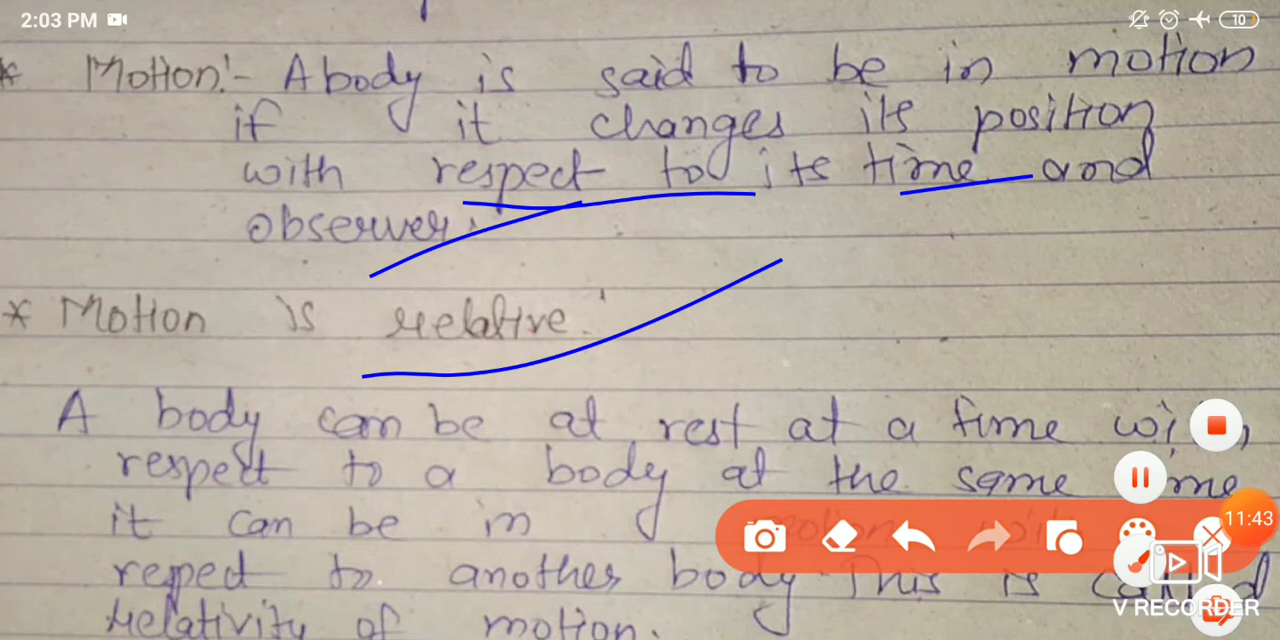 2:03 PM
10
* Motion:- A body is said to be in motion
if it changes its position
with respect to its time and
observer.
* Motion is relative:
A body can be at rest at a time
respect to a body at the same
it can be in
respect to another body This is
relativity of motion.
11:43
V RECORDER